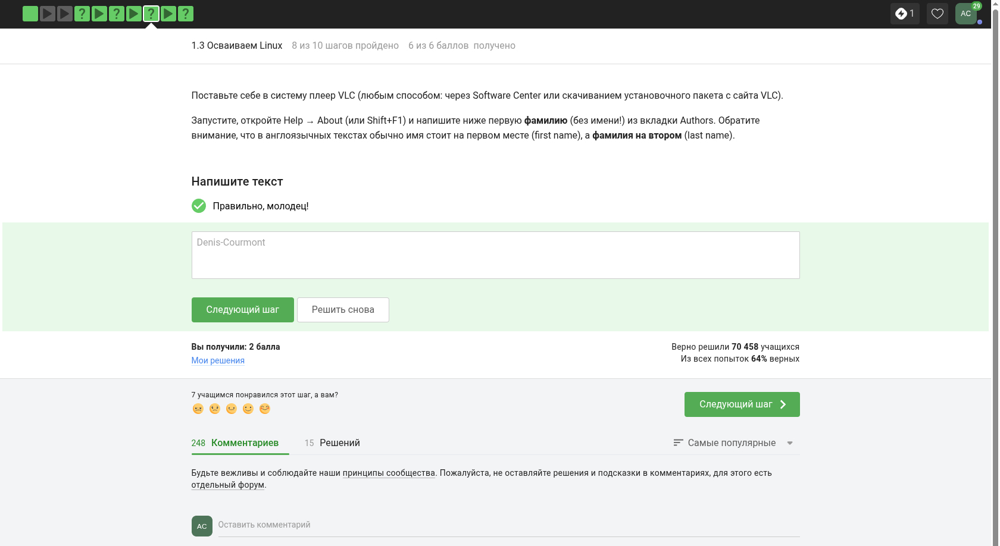 ? ? ? ?
1
AC
29
1.3 Осваиваем Linux 8 из 10 шагов пройдено 6 из 6 баллов получено
Поставьте себе в систему плеер VLC (любым способом: через Software Center или скачиванием установочного пакета с сайта VLC).
Запустите, откройте Help → About (или Shift+F1) и напишите ниже первую фамилию (без имени!) из вкладки Authors. Обратите
внимание, что в англоязычных текстах обычно имя стоит на первом месте (first name), а фамилия на втором (last name).
Напишите текст
Правильно, молодец!
Denis-Courmont
Следующий шаг Решить снова
Вы получили: 2 балла
Мои решения
Верно решили 70 458 учащихся
Из всех попыток 64% верных
7 учащимся понравился этот шаг, а вам?
Следующий шаг
248 Комментариев 15 Решений Самые популярные
Будьте вежливы и соблюдайте наши принципы сообщества. Пожалуйста, не оставляйте решения и подсказки в комментариях, для этого есть
отдельный форум.
AC Оставить комментарий